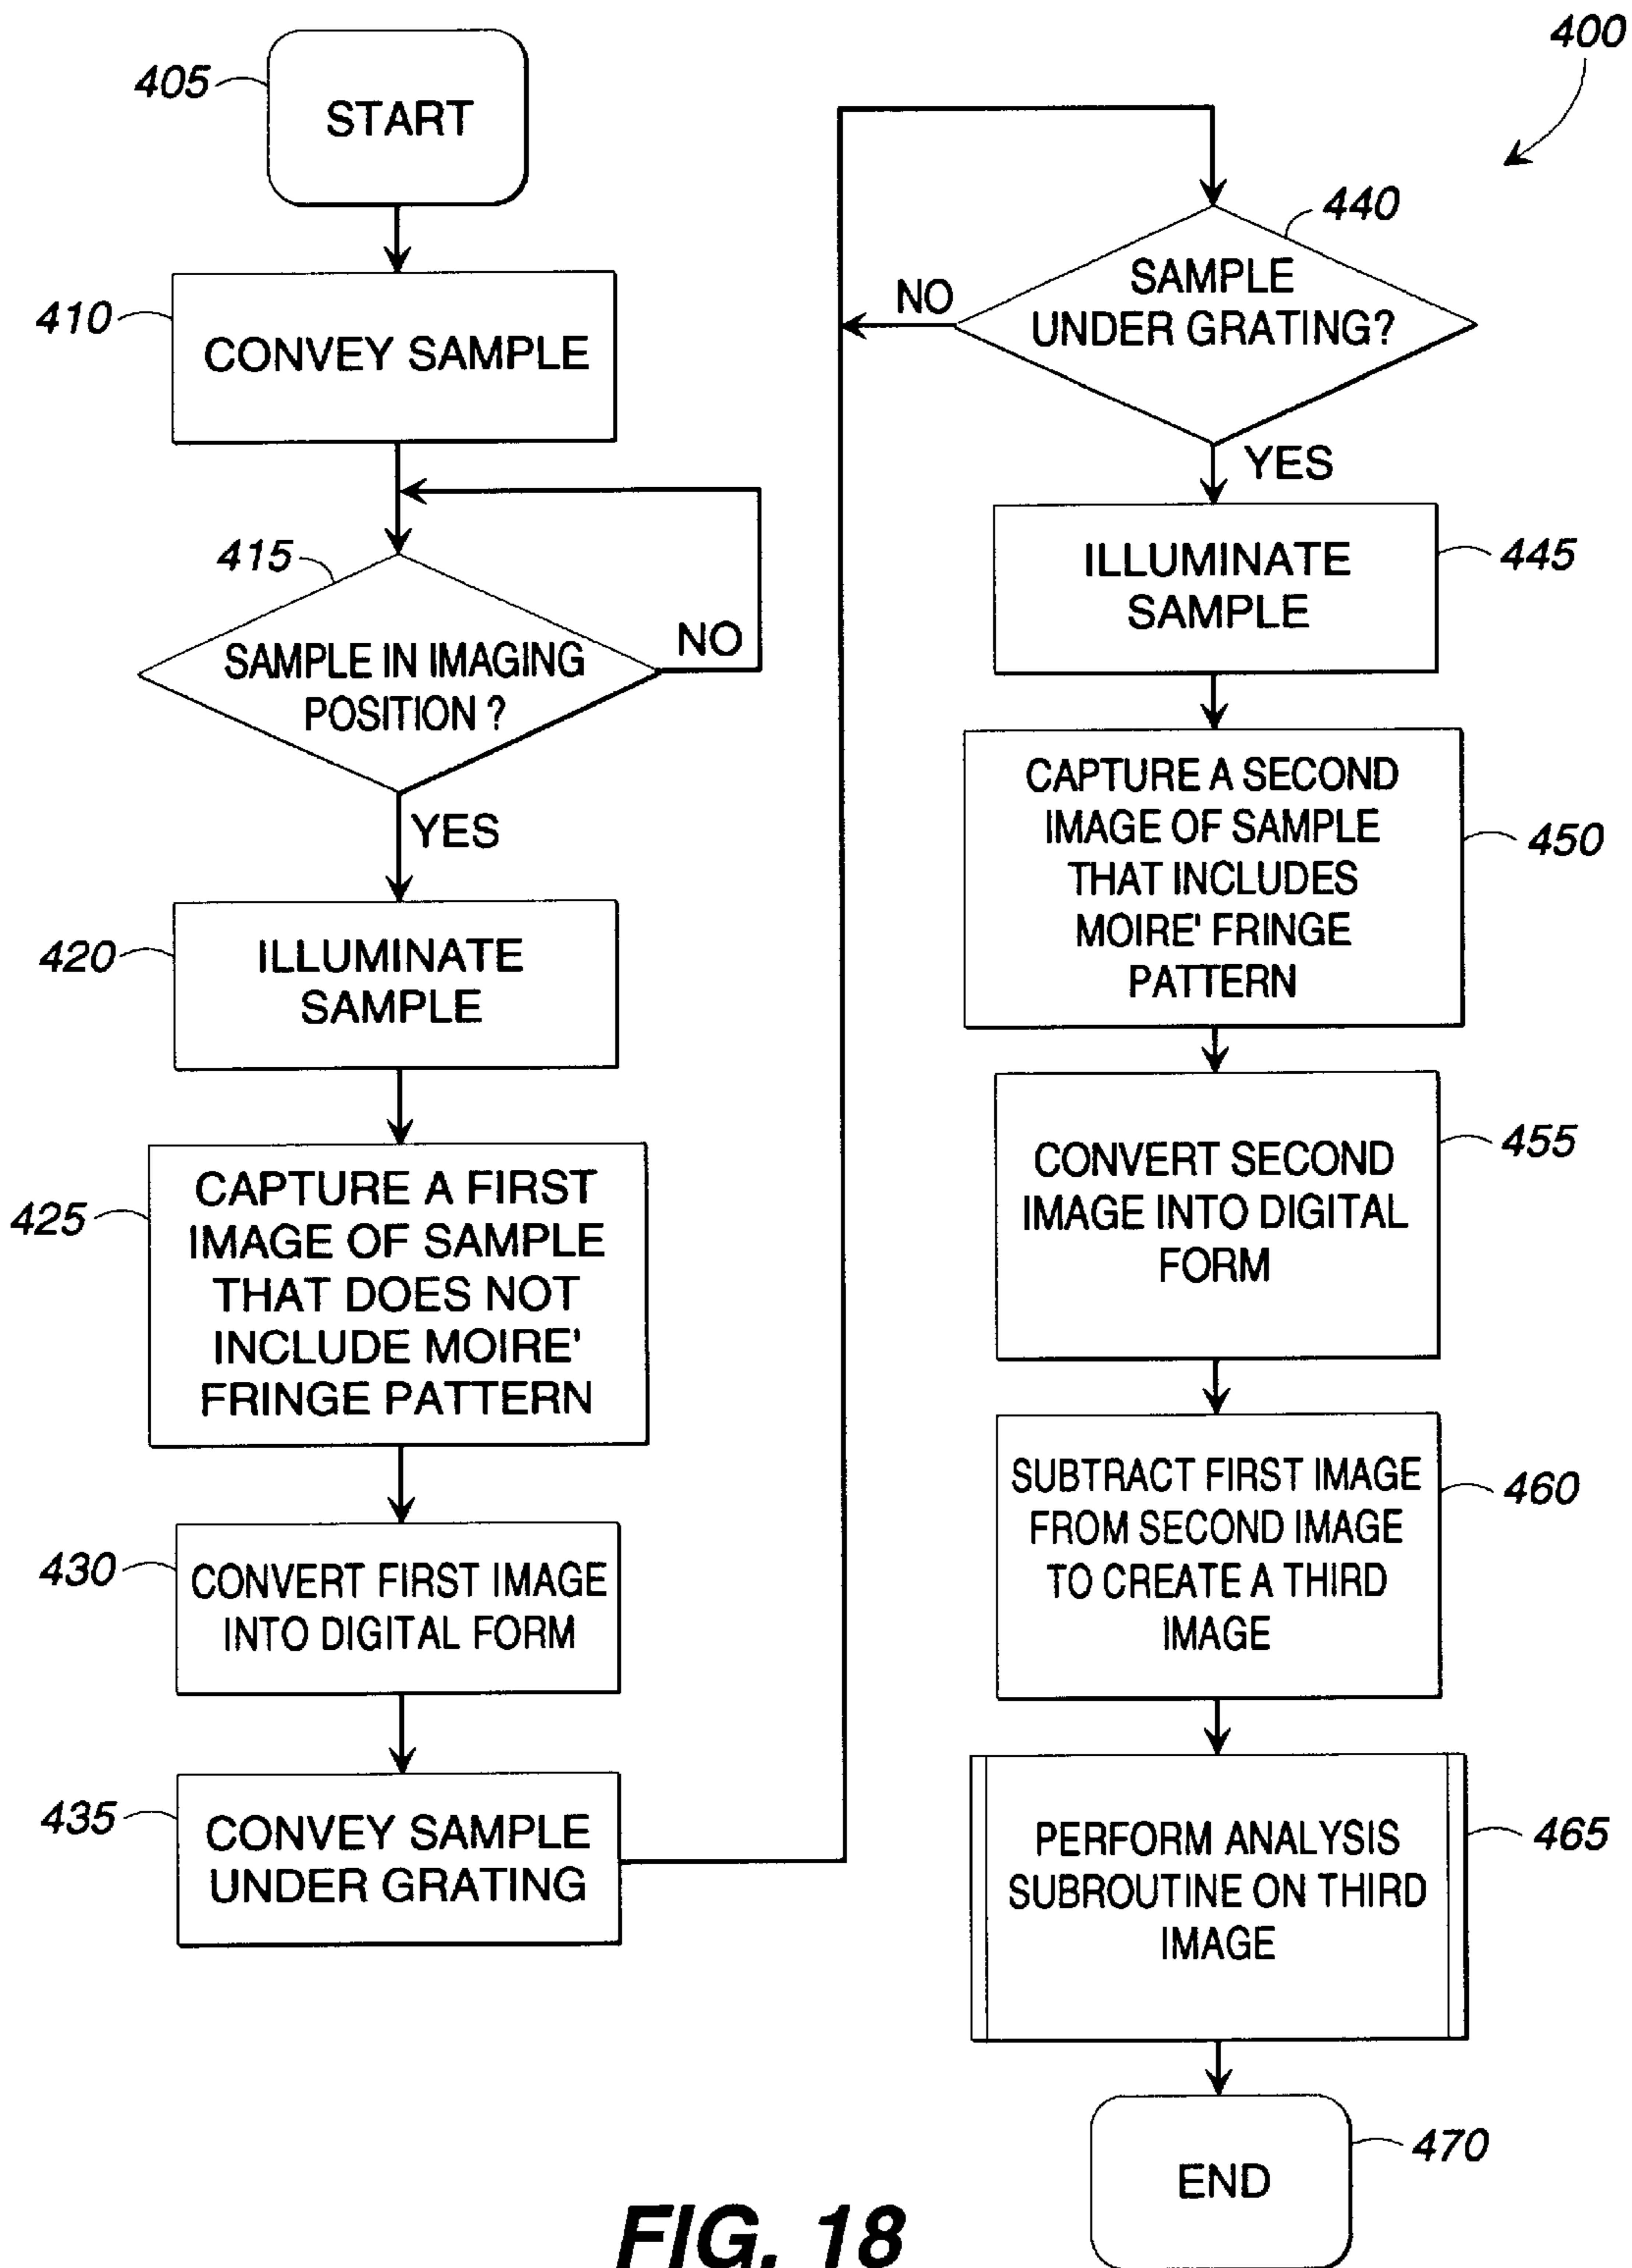 400
405
START
410
CONVEY SAMPLE
415
SAMPLE IN IMAGING
POSITION ?
NO
YES
420
ILLUMINATE
SAMPLE
425
CAPTURE A FIRST
IMAGE OF SAMPLE
THAT DOES NOT
INCLUDE MOIRE'
FRINGE PATTERN
430
CONVERT FIRST IMAGE
INTO DIGITAL FORM
435
CONVEY SAMPLE
UNDER GRATING
440
SAMPLE
UNDER GRATING?
NO
YES
445
ILLUMINATE
SAMPLE
450
CAPTURE A SECOND
IMAGE OF SAMPLE
THAT INCLUDES
MOIRE' FRINGE
PATTERN
455
CONVERT SECOND
IMAGE INTO DIGITAL
FORM
460
SUBTRACT FIRST IMAGE
FROM SECOND IMAGE
TO CREATE A THIRD
IMAGE
465
PERFORM ANALYSIS
SUBROUTINE ON THIRD
IMAGE
470
END
FIG. 18